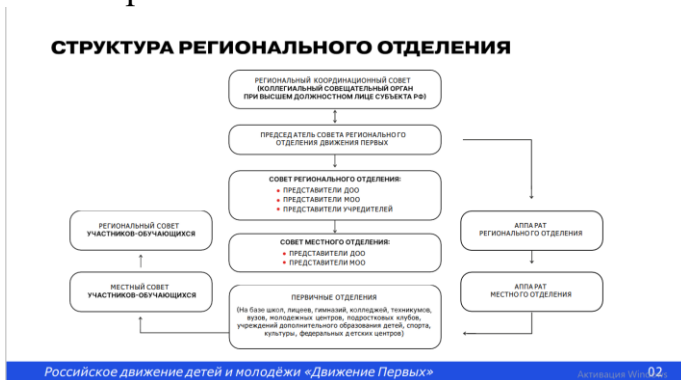 СТРУКТУРА РЕГИОНАЛЬНОГО ОТДЕЛЕНИЯ
РЕГИОНАЛЬНЫЙ КООРДИНАЦИОННЫЙ СОВЕТ
(КОЛЛЕГИАЛЬНЫЙ СОВЕЩАТЕЛЬНЫЙ ОРГАН
ПРИ ВЫСШЕМ ДОЛЖНОСТНОМ ЛИЦЕ СУБЪЕКТА РФ)
ПРЕДСЕДАТЕЛЬ СОВЕТА РЕГИОНАЛЬНОГО
ОТДЕЛЕНИЯ ДВИЖЕНИЯ ПЕРВЫХ
СОВЕТ РЕГИОНАЛЬНОГО ОТДЕЛЕНИЯ:
• ПРЕДСТАВИТЕЛИ ДОО
• ПРЕДСТАВИТЕЛИ МОО
• ПРЕДСТАВИТЕЛИ УЧРЕДИТЕЛЕЙ
РЕГИОНАЛЬНЫЙ СОВЕТ
УЧАСТНИКОВ-ОБУЧАЮЩИХСЯ
СОВЕТ МЕСТНОГО ОТДЕЛЕНИЯ:
• ПРЕДСТАВИТЕЛИ ДОО
• ПРЕДСТАВИТЕЛИ МОО
АППАРАТ
РЕГИОНАЛЬНОГО ОТДЕЛЕНИЯ
МЕСТНЫЙ СОВЕТ
УЧАСТНИКОВ-ОБУЧАЮЩИХСЯ
ПЕРВИЧНЫЕ ОТДЕЛЕНИЯ
(На базе школ, лицеев, гимназий, колледжей, техникумов,
вузов, молодежных центров, подростковых клубов,
учреждений дополнительного образования детей, спорта,
культуры, федеральных детских центров)
АППАРАТ
МЕСТНОГО ОТДЕЛЕНИЯ
Российское движение детей и молодёжи «Движение Первых»
Активация Windows
02